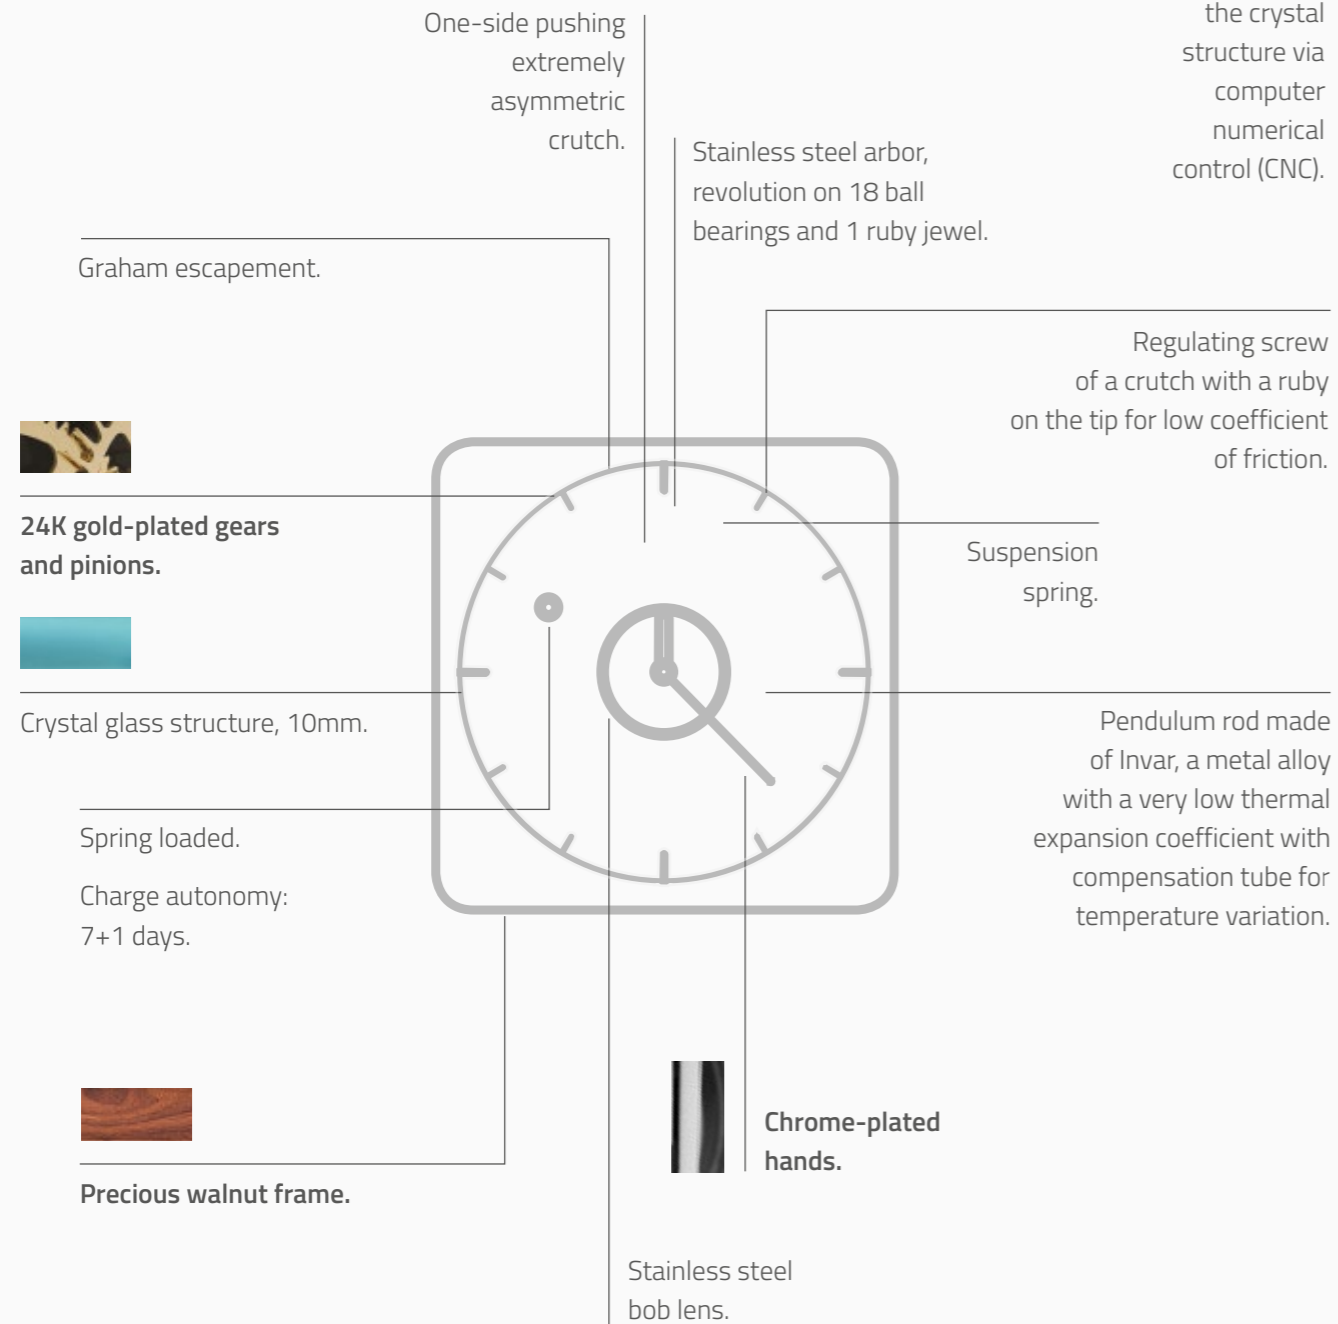 One-side pushing
extremely
asymmetric
crutch.
the crystal
structure via
computer
numerical
control (CNC).
Stainless steel arbor,
revolution on 18 ball
bearings and 1 ruby jewel.
Graham escapement.
Regulating screw
of a crutch with a ruby
on the tip for low coefficient
of friction.
24K gold-plated gears
and pinions.
Suspension
spring.
Crystal glass structure, 10mm.
Pendulum rod made
of Invar, a metal alloy
with a very low thermal
expansion coefficient with
compensation tube for
temperature variation.
Spring loaded.
Charge autonomy:
7+1 days.
Chrome-plated
hands.
Precious walnut frame.
Stainless steel
bob lens.